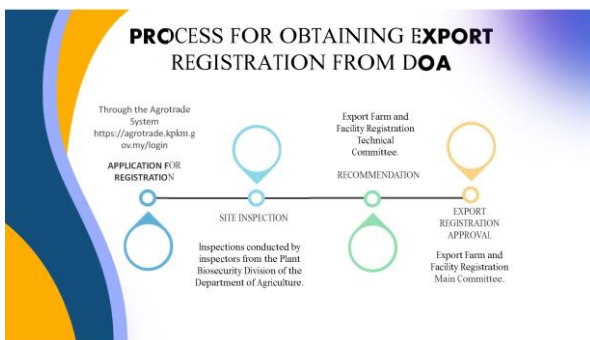 PROCESS FOR OBTAINING EXPORT
REGISTRATION FROM DOA
Through the Agrotrade
System
https://agrotrade.kpkm.g
ov.my/login
APPLICATION FOR
REGISTRATION
SITE INSPECTION
Inspections conducted by
inspectors from the Plant
Biosecurity Division of the
Department of Agriculture.
Export Farm and
Facility Registration
Technical
Committee.
RECOMMENDATION
EXPORT
REGISTRATION
APPROVAL
Export Farm and
Facility Registration
Main Committee.